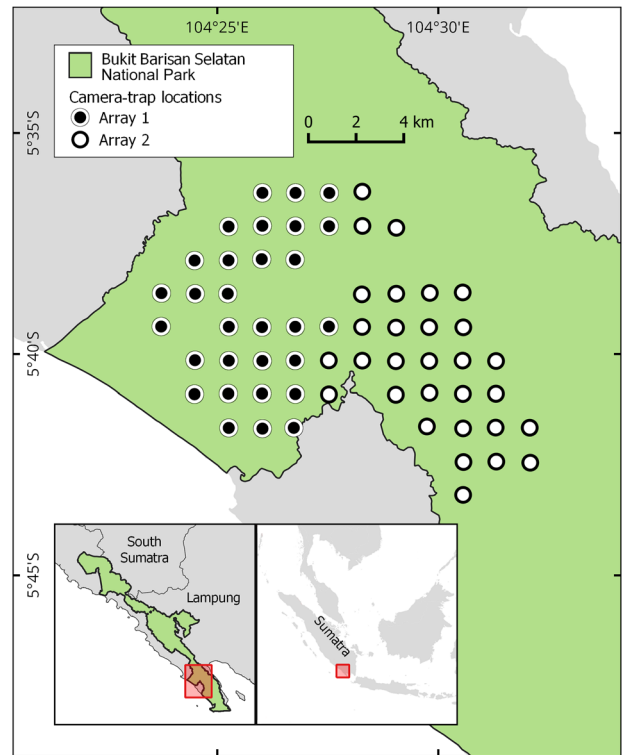 104°25'E 104°30'E
Bukit Barisan Selatan
National Park
Camera-trap locations
Array 1
Array 2
0 2 4 km
5°35'S
5°40'S
5°45'S
South
Sumatra
Lampung
Sumatra